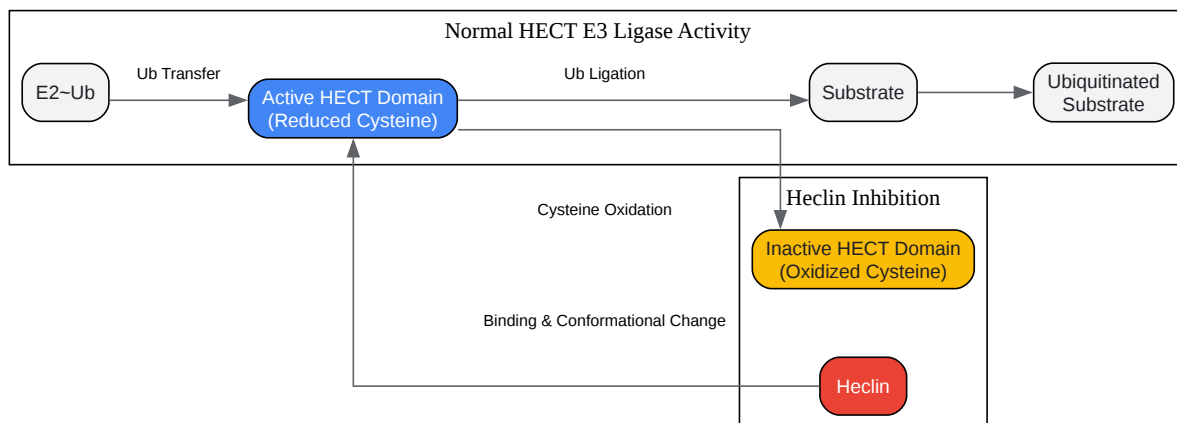 Normal HECT E3 Ligase Activity
E2~Ub
Ub Transfer
Active HECT Domain
(Reduced Cysteine)
Ub Ligation
Substrate
Ubiquitinated
Substrate
Cysteine Oxidation
Heclin Inhibition
Inactive HECT Domain
(Oxidized Cysteine)
Binding & Conformational Change
Heclin